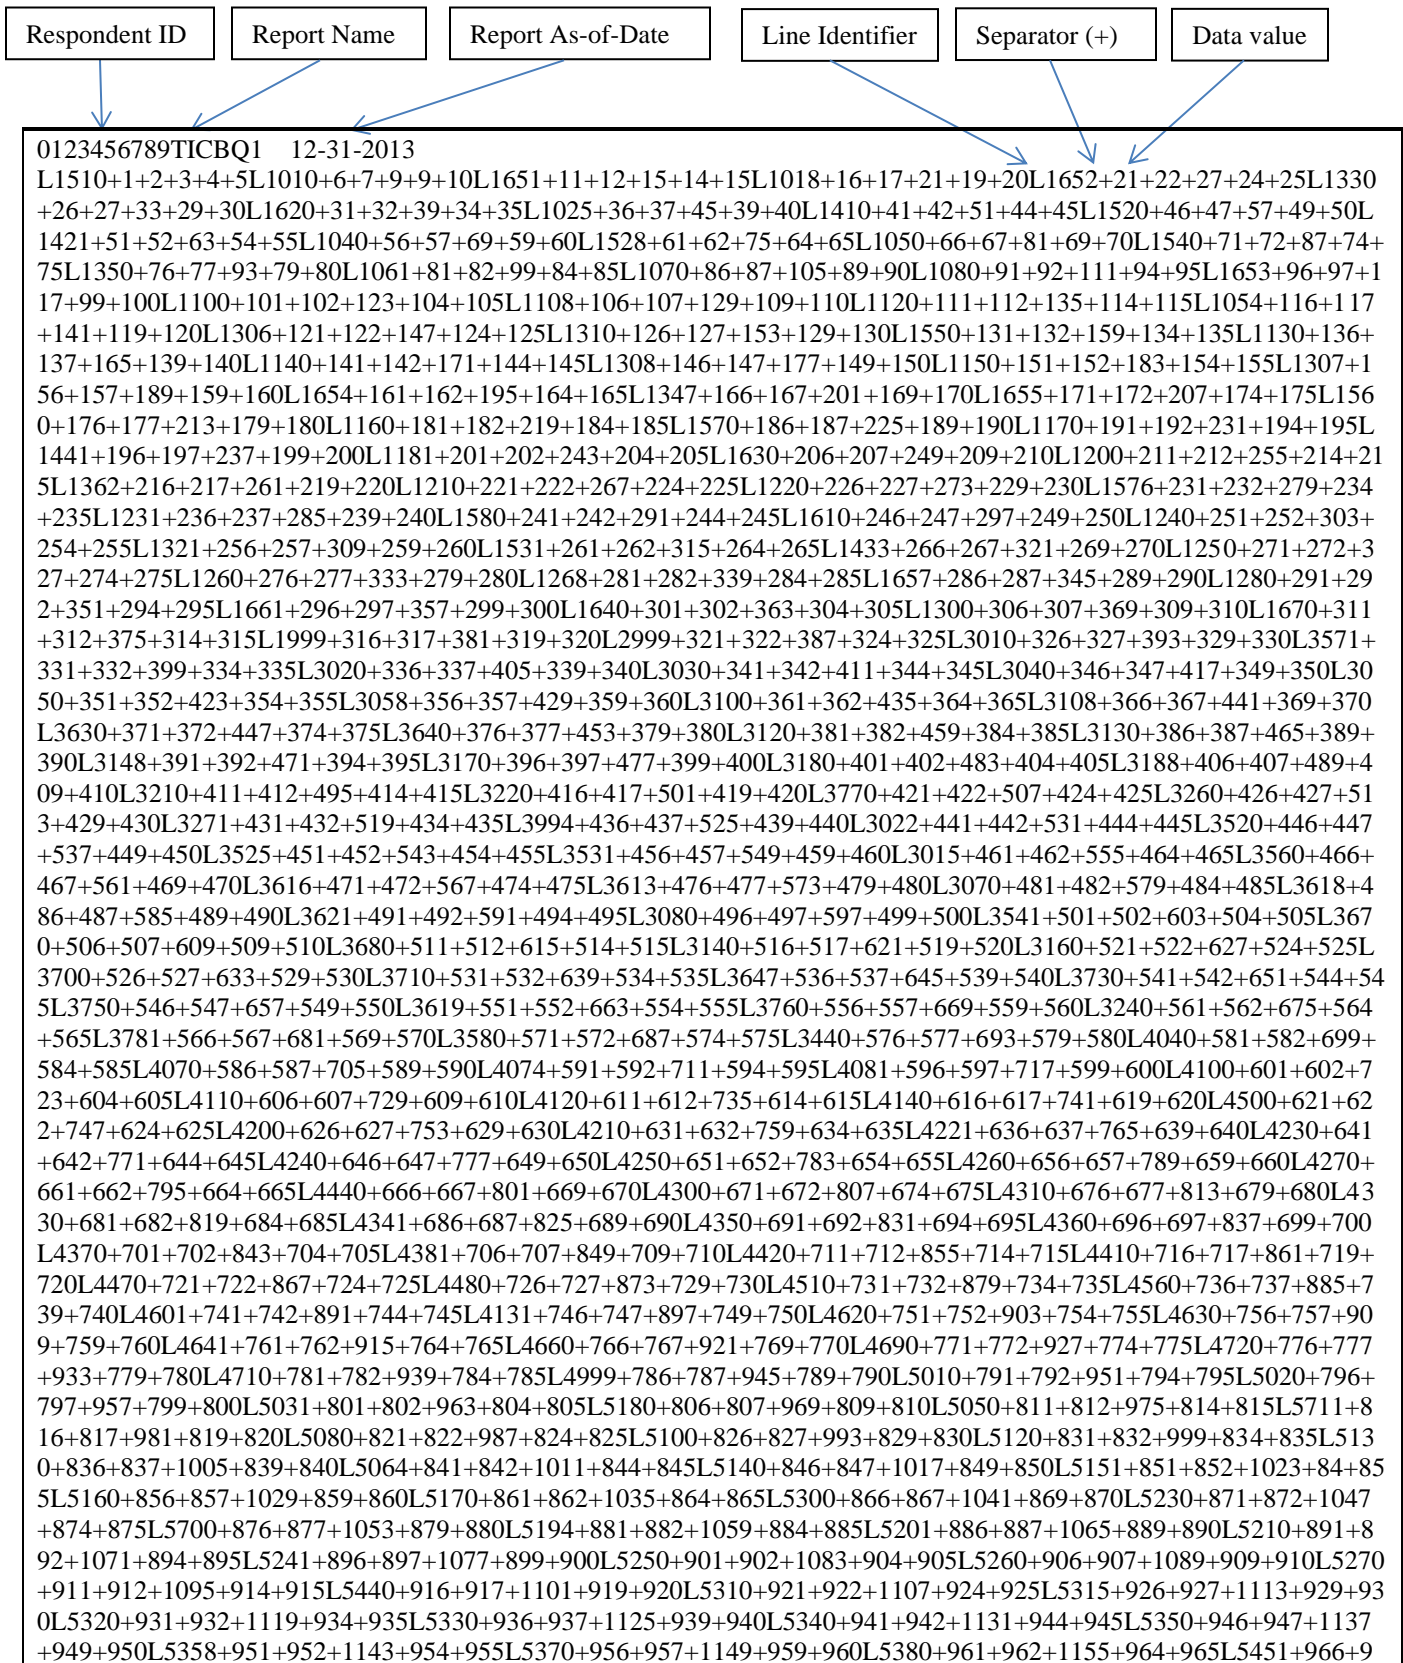 Respondent ID
Report Name
Report As-of-Date
Line Identifier
Separator (+)
Data value
0123456789TICBQ1 12-31-2013
L1510+1+2+3+4+5L1010+6+7+9+9+10L1651+11+12+15+14+15L1018+16+17+21+19+20L1652+21+22+27+24+25L1330
+26+27+33+29+30L1620+31+32+39+34+35L1025+36+37+45+39+40L1410+41+42+51+44+45L1520+46+47+57+49+50L
1421+51+52+63+54+55L1040+56+57+69+59+60L1528+61+62+75+64+65L1050+66+67+81+69+70L1540+71+72+87+74+
75L1350+76+77+93+79+80L1061+81+82+99+84+85L1070+86+87+105+89+90L1080+91+92+111+94+95L1653+96+97+1
17+99+100L1100+101+102+123+104+105L1108+106+107+129+109+110L1120+111+112+135+114+115L1054+116+117
+141+119+120L1306+121+122+147+124+125L1310+126+127+153+129+130L1550+131+132+159+134+135L1130+136+
137+165+139+140L1140+141+142+171+144+145L1308+146+147+177+149+150L1150+151+152+183+154+155L1307+1
56+157+189+159+160L1654+161+162+195+164+165L1347+166+167+201+169+170L1655+171+172+207+174+175L156
0+176+177+213+179+180L1160+181+182+219+184+185L1570+186+187+225+189+190L1170+191+192+231+194+195L
1441+196+197+237+199+200L1181+201+202+243+204+205L1630+206+207+249+209+210L1200+211+212+255+214+21
5L1362+216+217+261+219+220L1210+221+222+267+224+225L1220+226+227+273+229+230L1576+231+232+279+234
+235L1231+236+237+285+239+240L1580+241+242+291+244+245L1610+246+247+297+249+250L1240+251+252+303+
254+255L1321+256+257+309+259+260L1531+261+262+315+264+265L1433+266+267+321+269+270L1250+271+272+3
27+274+275L1260+276+277+333+279+280L1268+281+282+339+284+285L1657+286+287+345+289+290L1280+291+29
2+351+294+295L1661+296+297+357+299+300L1640+301+302+363+304+305L1300+306+307+369+309+310L1670+311
+312+375+314+315L1999+316+317+381+319+320L2999+321+322+387+324+325L3010+326+327+393+329+330L3571+
331+332+399+334+335L3020+336+337+405+339+340L3030+341+342+411+344+345L3040+346+347+417+349+350L30
50+351+352+423+354+355L3058+356+357+429+359+360L3100+361+362+435+364+365L3108+366+367+441+369+370
L3630+371+372+447+374+375L3640+376+377+453+379+380L3120+381+382+459+384+385L3130+386+387+465+389+
390L3148+391+392+471+394+395L3170+396+397+477+399+400L3180+401+402+483+404+405L3188+406+407+489+4
09+410L3210+411+412+495+414+415L3220+416+417+501+419+420L3770+421+422+507+424+425L3260+426+427+51
3+429+430L3271+431+432+519+434+435L3994+436+437+525+439+440L3022+441+442+531+444+445L3520+446+447
+537+449+450L3525+451+452+543+454+455L3531+456+457+549+459+460L3015+461+462+555+464+465L3560+466+
467+561+469+470L3616+471+472+567+474+475L3613+476+477+573+479+480L3070+481+482+579+484+485L3618+4
86+487+585+489+490L3621+491+492+591+494+495L3080+496+497+597+499+500L3541+501+502+603+504+505L367
0+506+507+609+509+510L3680+511+512+615+514+515L3140+516+517+621+519+520L3160+521+522+627+524+525L
3700+526+527+633+529+530L3710+531+532+639+534+535L3647+536+537+645+539+540L3730+541+542+651+544+54
5L3750+546+547+657+549+550L3619+551+552+663+554+555L3760+556+557+669+559+560L3240+561+562+675+564
+565L3781+566+567+681+569+570L3580+571+572+687+574+575L3440+576+577+693+579+580L4040+581+582+699+
584+585L4070+586+587+705+589+590L4074+591+592+711+594+595L4081+596+597+717+599+600L4100+601+602+7
23+604+605L4110+606+607+729+609+610L4120+611+612+735+614+615L4140+616+617+741+619+620L4500+621+62
2+747+624+625L4200+626+627+753+629+630L4210+631+632+759+634+635L4221+636+637+765+639+640L4230+641
+642+771+644+645L4240+646+647+777+649+650L4250+651+652+783+654+655L4260+656+657+789+659+660L4270+
661+662+795+664+665L4440+666+667+801+669+670L4300+671+672+807+674+675L4310+676+677+813+679+680L43
30+681+682+819+684+685L4341+686+687+825+689+690L4350+691+692+831+694+695L4360+696+697+837+699+700
L4370+701+702+843+704+705L4381+706+707+849+709+710L4420+711+712+855+714+715L4410+716+717+861+719+
720L4470+721+722+867+724+725L4480+726+727+873+729+730L4510+731+732+879+734+735L4560+736+737+885+7
39+740L4601+741+742+891+744+745L4131+746+747+897+749+750L4620+751+752+903+754+755L4630+756+757+90
9+759+760L4641+761+762+915+764+765L4660+766+767+921+769+770L4690+771+772+927+774+775L4720+776+777
+933+779+780L4710+781+782+939+784+785L4999+786+787+945+789+790L5010+791+792+951+794+795L5020+796+
797+957+799+800L5031+801+802+963+804+805L5180+806+807+969+809+810L5050+811+812+975+814+815L5711+8
16+817+981+819+820L5080+821+822+987+824+825L5100+826+827+993+829+830L5120+831+832+999+834+835L513
0+836+837+1005+839+840L5064+841+842+1011+844+845L5140+846+847+1017+849+850L5151+851+852+1023+84+85
5L5160+856+857+1029+859+860L5170+861+862+1035+864+865L5300+866+867+1041+869+870L5230+871+872+1047
+874+875L5700+876+877+1053+879+880L5194+881+882+1059+884+885L5201+886+887+1065+889+890L5210+891+8
92+1071+894+895L5241+896+897+1077+899+900L5250+901+902+1083+904+905L5260+906+907+1089+909+910L5270
+911+912+1095+914+915L5440+916+917+1101+919+920L5310+921+922+1107+924+925L5315+926+927+1113+929+93
0L5320+931+932+1119+934+935L5330+936+937+1125+939+940L5340+941+942+1131+944+945L5350+946+947+1137
+949+950L5358+951+952+1143+954+955L5370+956+957+1149+959+960L5380+961+962+1155+964+965L5451+966+9